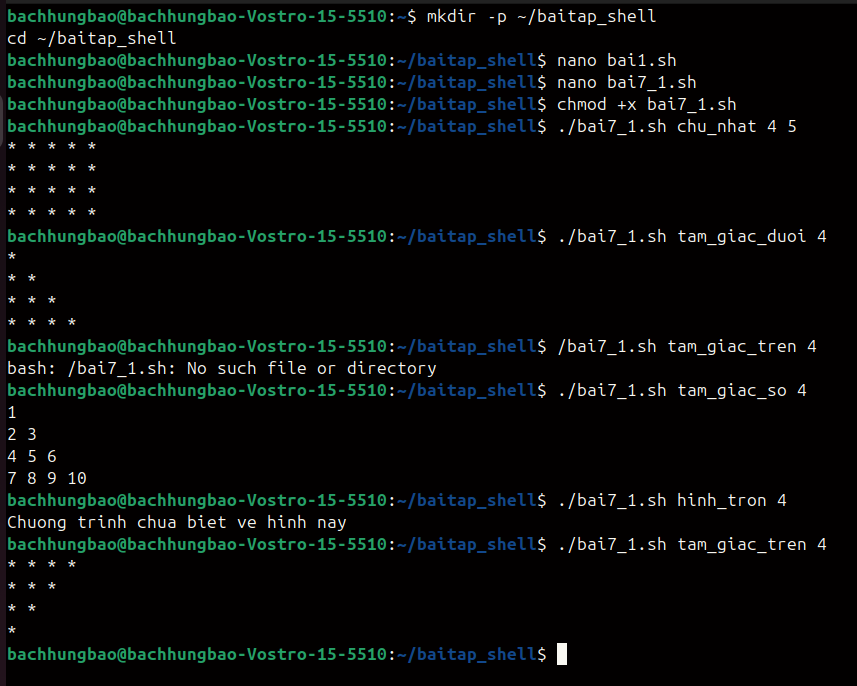 bachhungbao@bachhungbao-Vostro-15-5510:~$ mkdir -p ~/baitap_shell
cd ~/baitap_shell
bachhungbao@bachhungbao-Vostro-15-5510:~/baitap_shell$ nano bai1.sh
bachhungbao@bachhungbao-Vostro-15-5510:~/baitap_shell$ nano bai7_1.sh
bachhungbao@bachhungbao-Vostro-15-5510:~/baitap_shell$ chmod +x bai7_1.sh
bachhungbao@bachhungbao-Vostro-15-5510:~/baitap_shell$ ./bai7_1.sh chu_nhat 4 5
* * * * *
* * * * *
* * * * *
* * * * *
bachhungbao@bachhungbao-Vostro-15-5510:~/baitap_shell$ ./bai7_1.sh tam_giac_duoi 4
*
* *
* * *
* * * *
bachhungbao@bachhungbao-Vostro-15-5510:~/baitap_shell$ /bai7_1.sh tam_giac_tren 4
bash: /bai7_1.sh: No such file or directory
bachhungbao@bachhungbao-Vostro-15-5510:~/baitap_shell$ ./bai7_1.sh tam_giac_so 4
1
2 3
4 5 6
7 8 9 10
bachhungbao@bachhungbao-Vostro-15-5510:~/baitap_shell$ ./bai7_1.sh hinh_tron 4
Chuong trinh chua biet ve hinh nay
bachhungbao@bachhungbao-Vostro-15-5510:~/baitap_shell$ ./bai7_1.sh tam_giac_tren 4
* * * *
* * *
* *
*
bachhungbao@bachhungbao-Vostro-15-5510:~/baitap_shell$